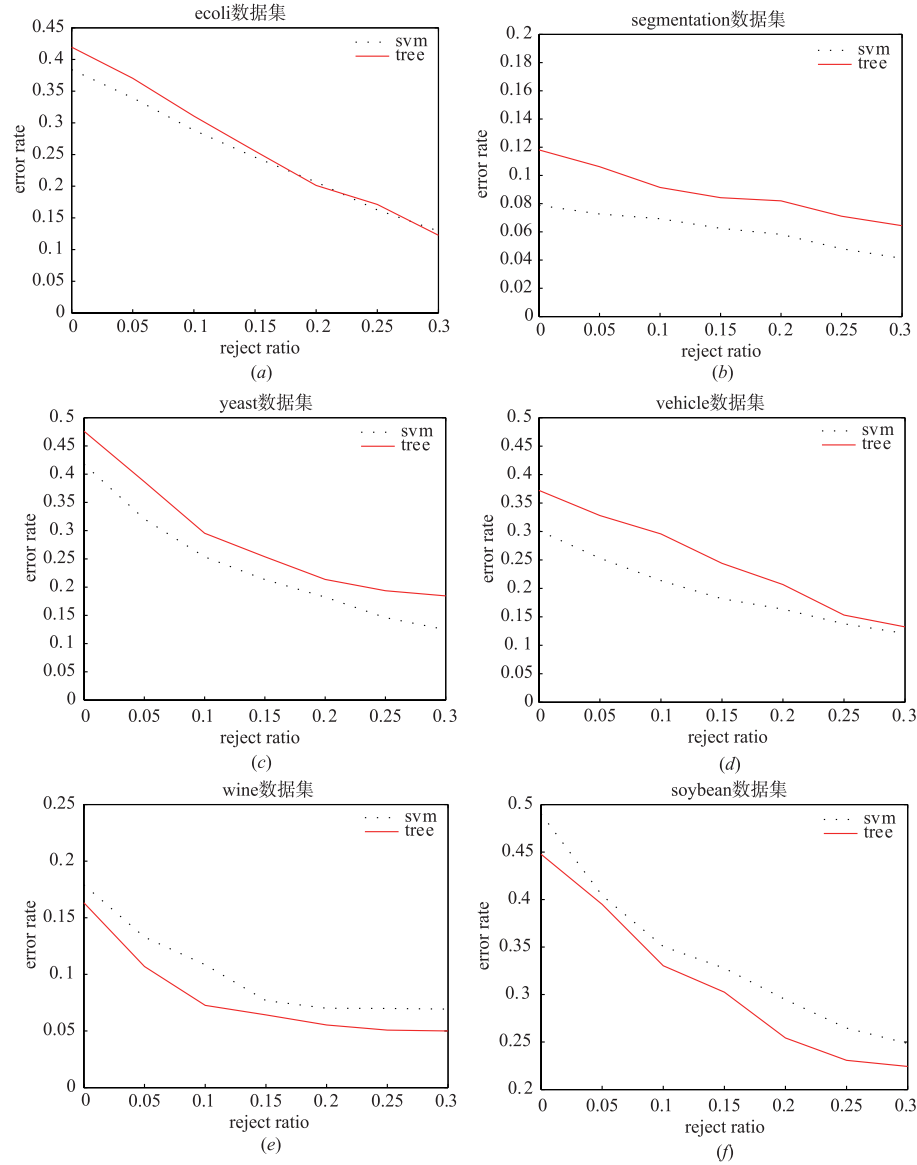 ecoli数据集
0.45
0.4
0.35
0.3
0.25
0.2
0.15
0.1
0.05
0
error rate
svm
tree
0 0.05 0.1 0.15 0.2 0.25 0.3
reject ratio
(a)
segmentation数据集
0.2
0.18
0.16
0.14
0.12
0.1
0.08
0.06
0.04
0.02
0
error rate
svm
tree
0 0.05 0.1 0.15 0.2 0.25 0.3
reject ratio
(b)
yeast数据集
0.5
0.45
0.4
0.35
0.3
0.25
0.2
0.15
0.1
0.05
0
error rate
svm
tree
0 0.05 0.1 0.15 0.2 0.25 0.3
reject ratio
(c)
vehicle数据集
0.5
0.45
0.4
0.35
0.3
0.25
0.2
0.15
0.1
0.05
0
error rate
svm
tree
0 0.05 0.1 0.15 0.2 0.25 0.3
reject ratio
(d)
wine数据集
0.25
0.2
0.15
0.1
0.05
0
error rate
svm
tree
0 0.05 0.1 0.15 0.2 0.25 0.3
reject ratio
(e)
soybean数据集
0.5
0.45
0.4
0.35
0.3
0.25
0.2
error rate
svm
tree
0 0.05 0.1 0.15 0.2 0.25 0.3
reject ratio
(f)